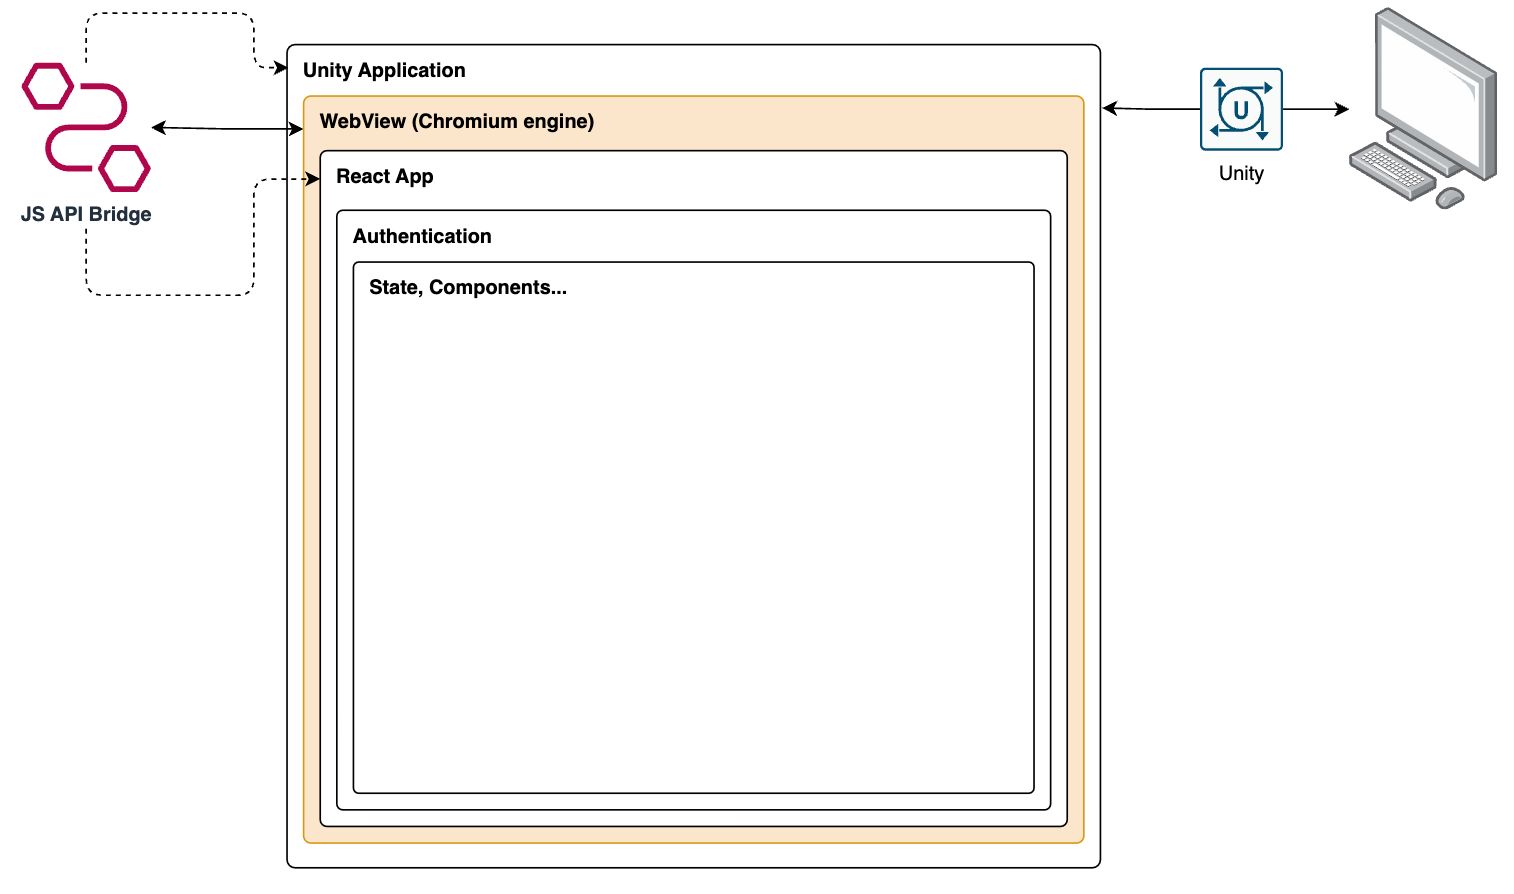 Unity Application
WebView (Chromium engine)
React App
Authentication
State, Components...
JS API Bridge
U
Unity